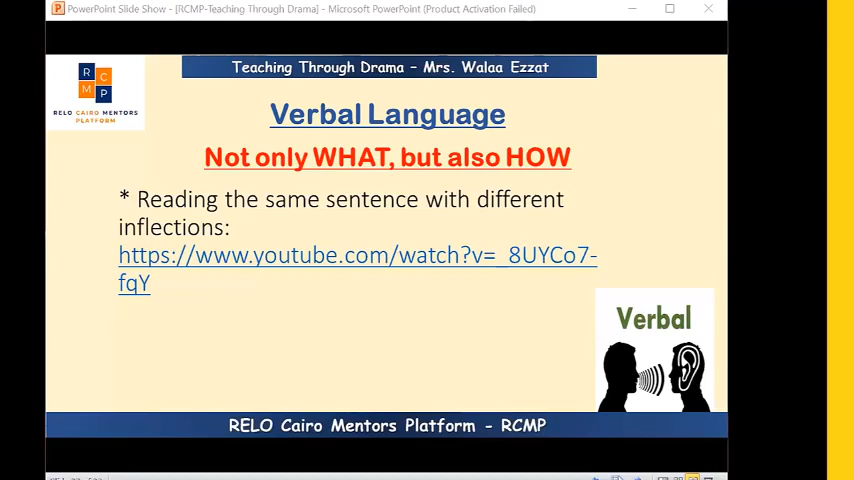 PowerPoint Slide Show - [RCMP-Teaching Through Drama] - Microsoft PowerPoint (Product Activation Failed)
Teaching Through Drama – Mrs. Walaa Ezzat
R C
M P
RELO CAIRO MENTORS
PLATFORM
Verbal Language
Not only WHAT, but also HOW
* Reading the same sentence with different
inflections:
https://www.youtube.com/watch?v=_8UYCo7-
fqY
Verbal
RELO Cairo Mentors Platform - RCMP